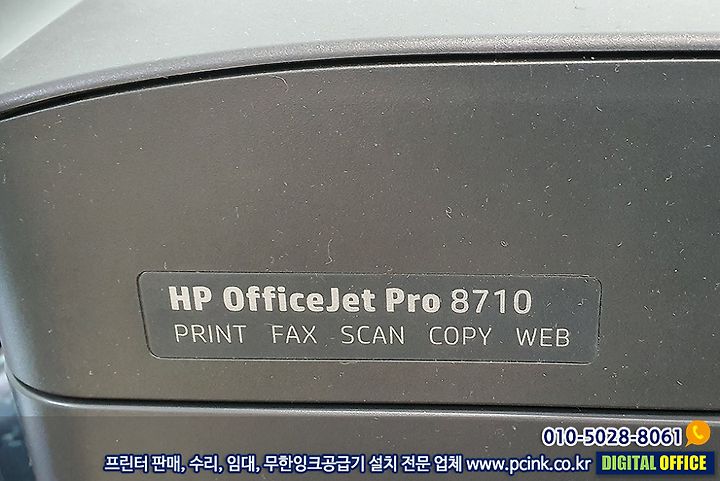 HP OfficeJet Pro 8710
PRINT FAX SCAN COPY WEB
010-5028-8061
프린터 판매, 수리, 임대, 무한잉크공급기 설치 전문 업체 www.pcink.co.kr DIGITAL OFFICE